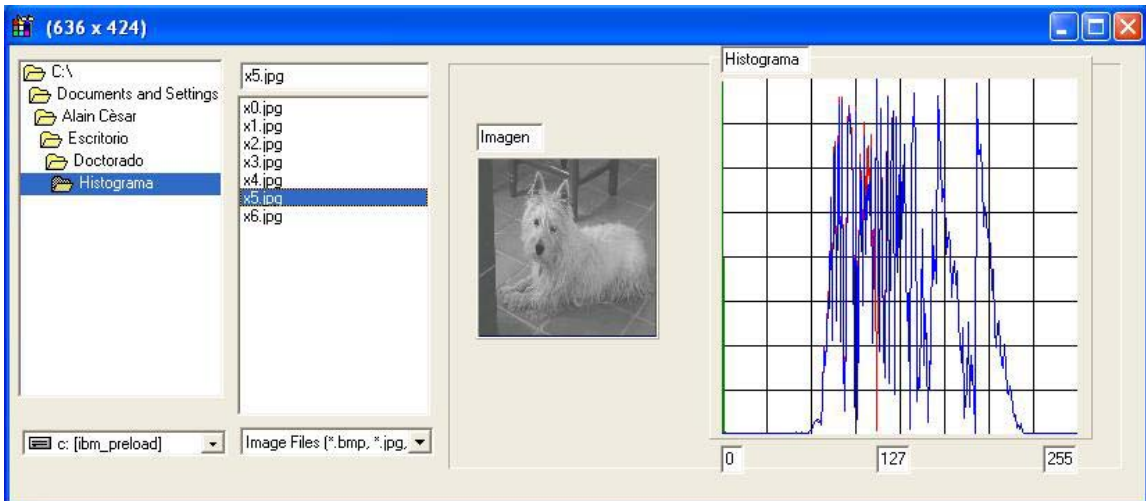 (636 x 424)
C:\
Documents and Settings
Alain Cèsar
Escritorio
Doctorado
Histograma
c: [ibm_preload]
x5.jpg
x0.jpg
x1.jpg
x2.jpg
x3.jpg
x4.jpg
x5.jpg
x6.jpg
Image Files (*.bmp, *.jpg,
Imagen
Histograma
0
127
255